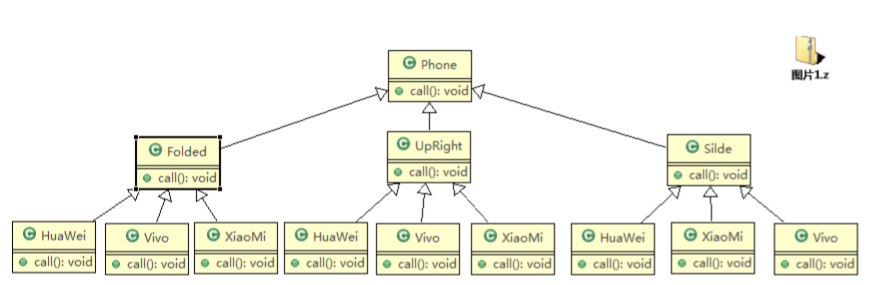 Phone
call(): void
图片1.z
Folded
call(): void
UpRight
call(): void
Silde
call(): void
HuaWei
call(): void
Vivo
call(): void
XiaoMi
call(): void
HuaWei
call(): void
Vivo
call(): void
XiaoMi
call(): void
HuaWei
call(): void
XiaoMi
call(): void
Vivo
call(): void